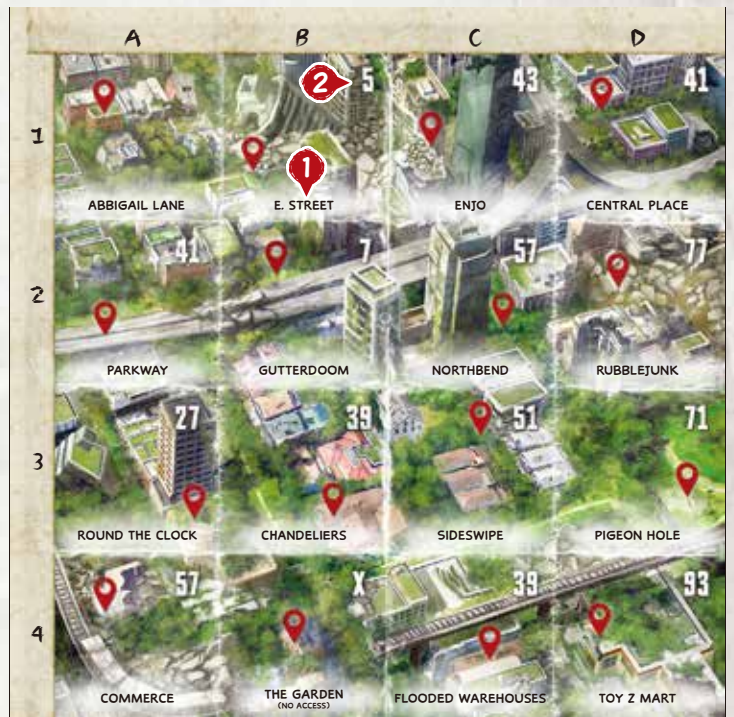 A B C D
1
2 5 43 41
1
ABBIGAIL LANE E. STREET ENJO CENTRAL PLACE
2
41 7 57 77
PARKWAY GUTTERDOOM NORTHBEND RUBBLEJUNK
3
27 39 51 71
ROUND THE CLOCK CHANDELIERS SIDESWIPE PIGEON HOLE
4
57 X 39 93
COMMERCE THE GARDEN FLOODED WAREHOUSES TOY Z MART
(NO ACCESS)